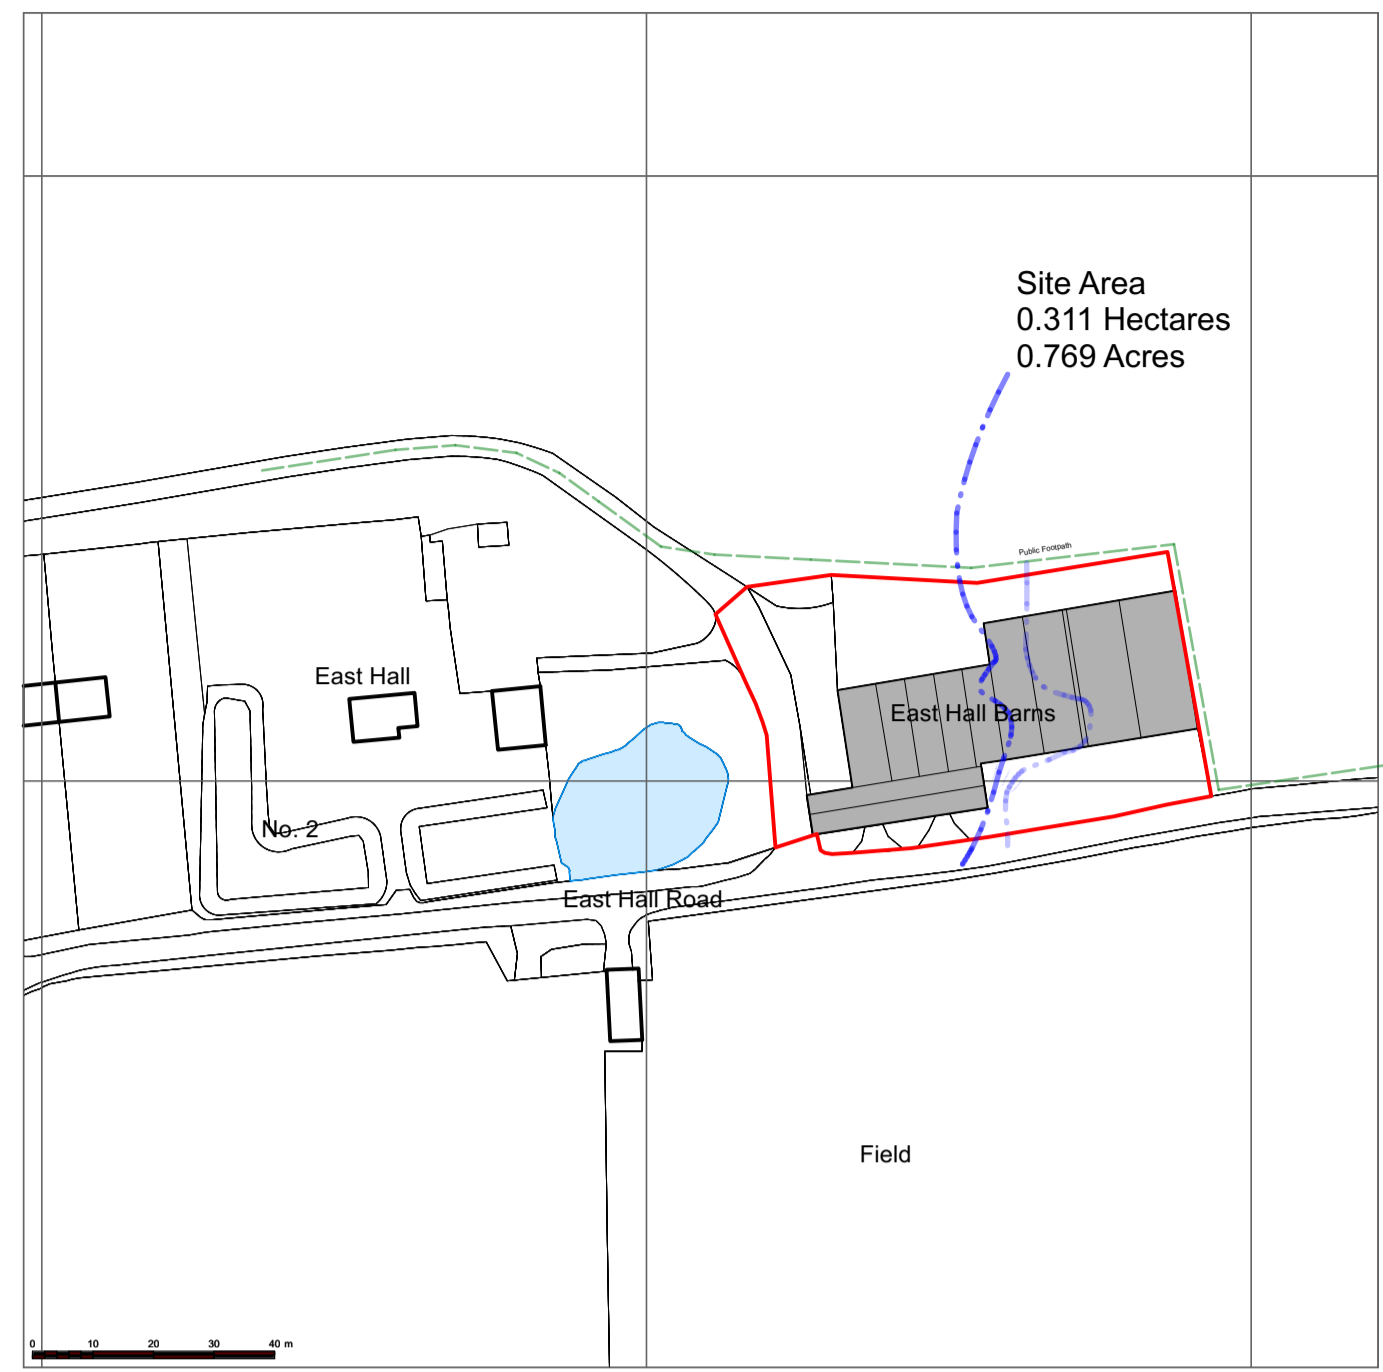 Site Area
0.311 Hectares
0.769 Acres
Public Footpath
East Hall
East Hall Barns
No. 2
East Hall Road
Field
0 10 20 30 40 m